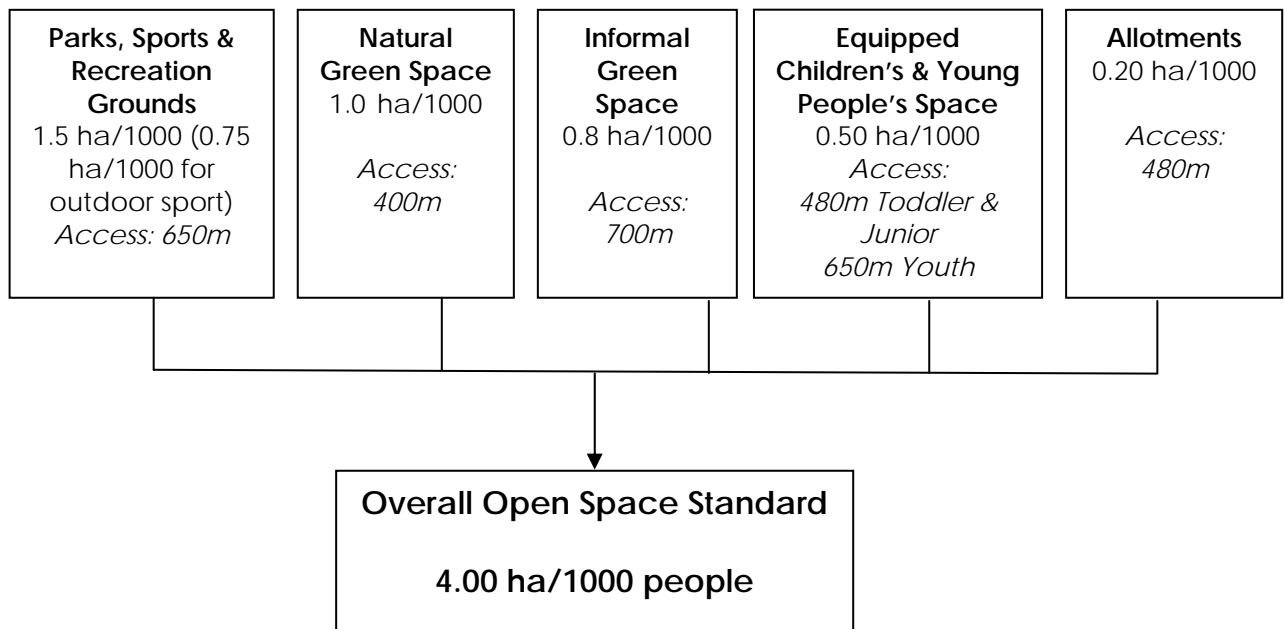 Parks, Sports &
Recreation
Grounds
1.5 ha/1000 (0.75
ha/1000 for
outdoor sport)
Access: 650m
Natural
Green Space
1.0 ha/1000
Access:
400m
Informal
Green
Space
0.8 ha/1000
Access:
700m
Equipped
Children's & Young
People's Space
0.50 ha/1000
Access:
480m Toddler &
Junior
650m Youth
Allotments
0.20 ha/1000
Access:
480m
Overall Open Space Standard
4.00 ha/1000 people